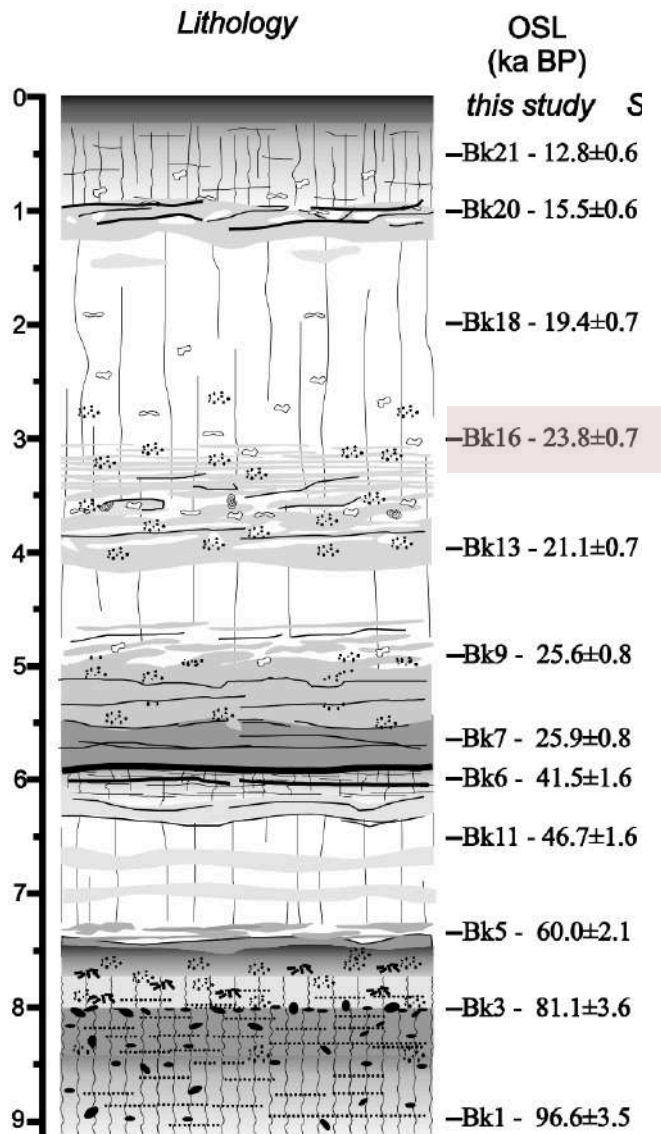 Lithology
OSL
(ka BP)
this study S
0
Bk21 - 12.8±0.6
1
Bk20 - 15.5±0.6
2
Bk18 - 19.4±0.7
3
Bk16 - 23.8±0.7
4
Bk13 - 21.1±0.7
Bk9 - 25.6±0.8
5
Bk7 - 25.9±0.8
6
Bk6 - 41.5±1.6
Bk11 - 46.7±1.6
7
Bk5 - 60.0±2.1
8
Bk3 - 81.1±3.6
9
Bk1 - 96.6±3.5